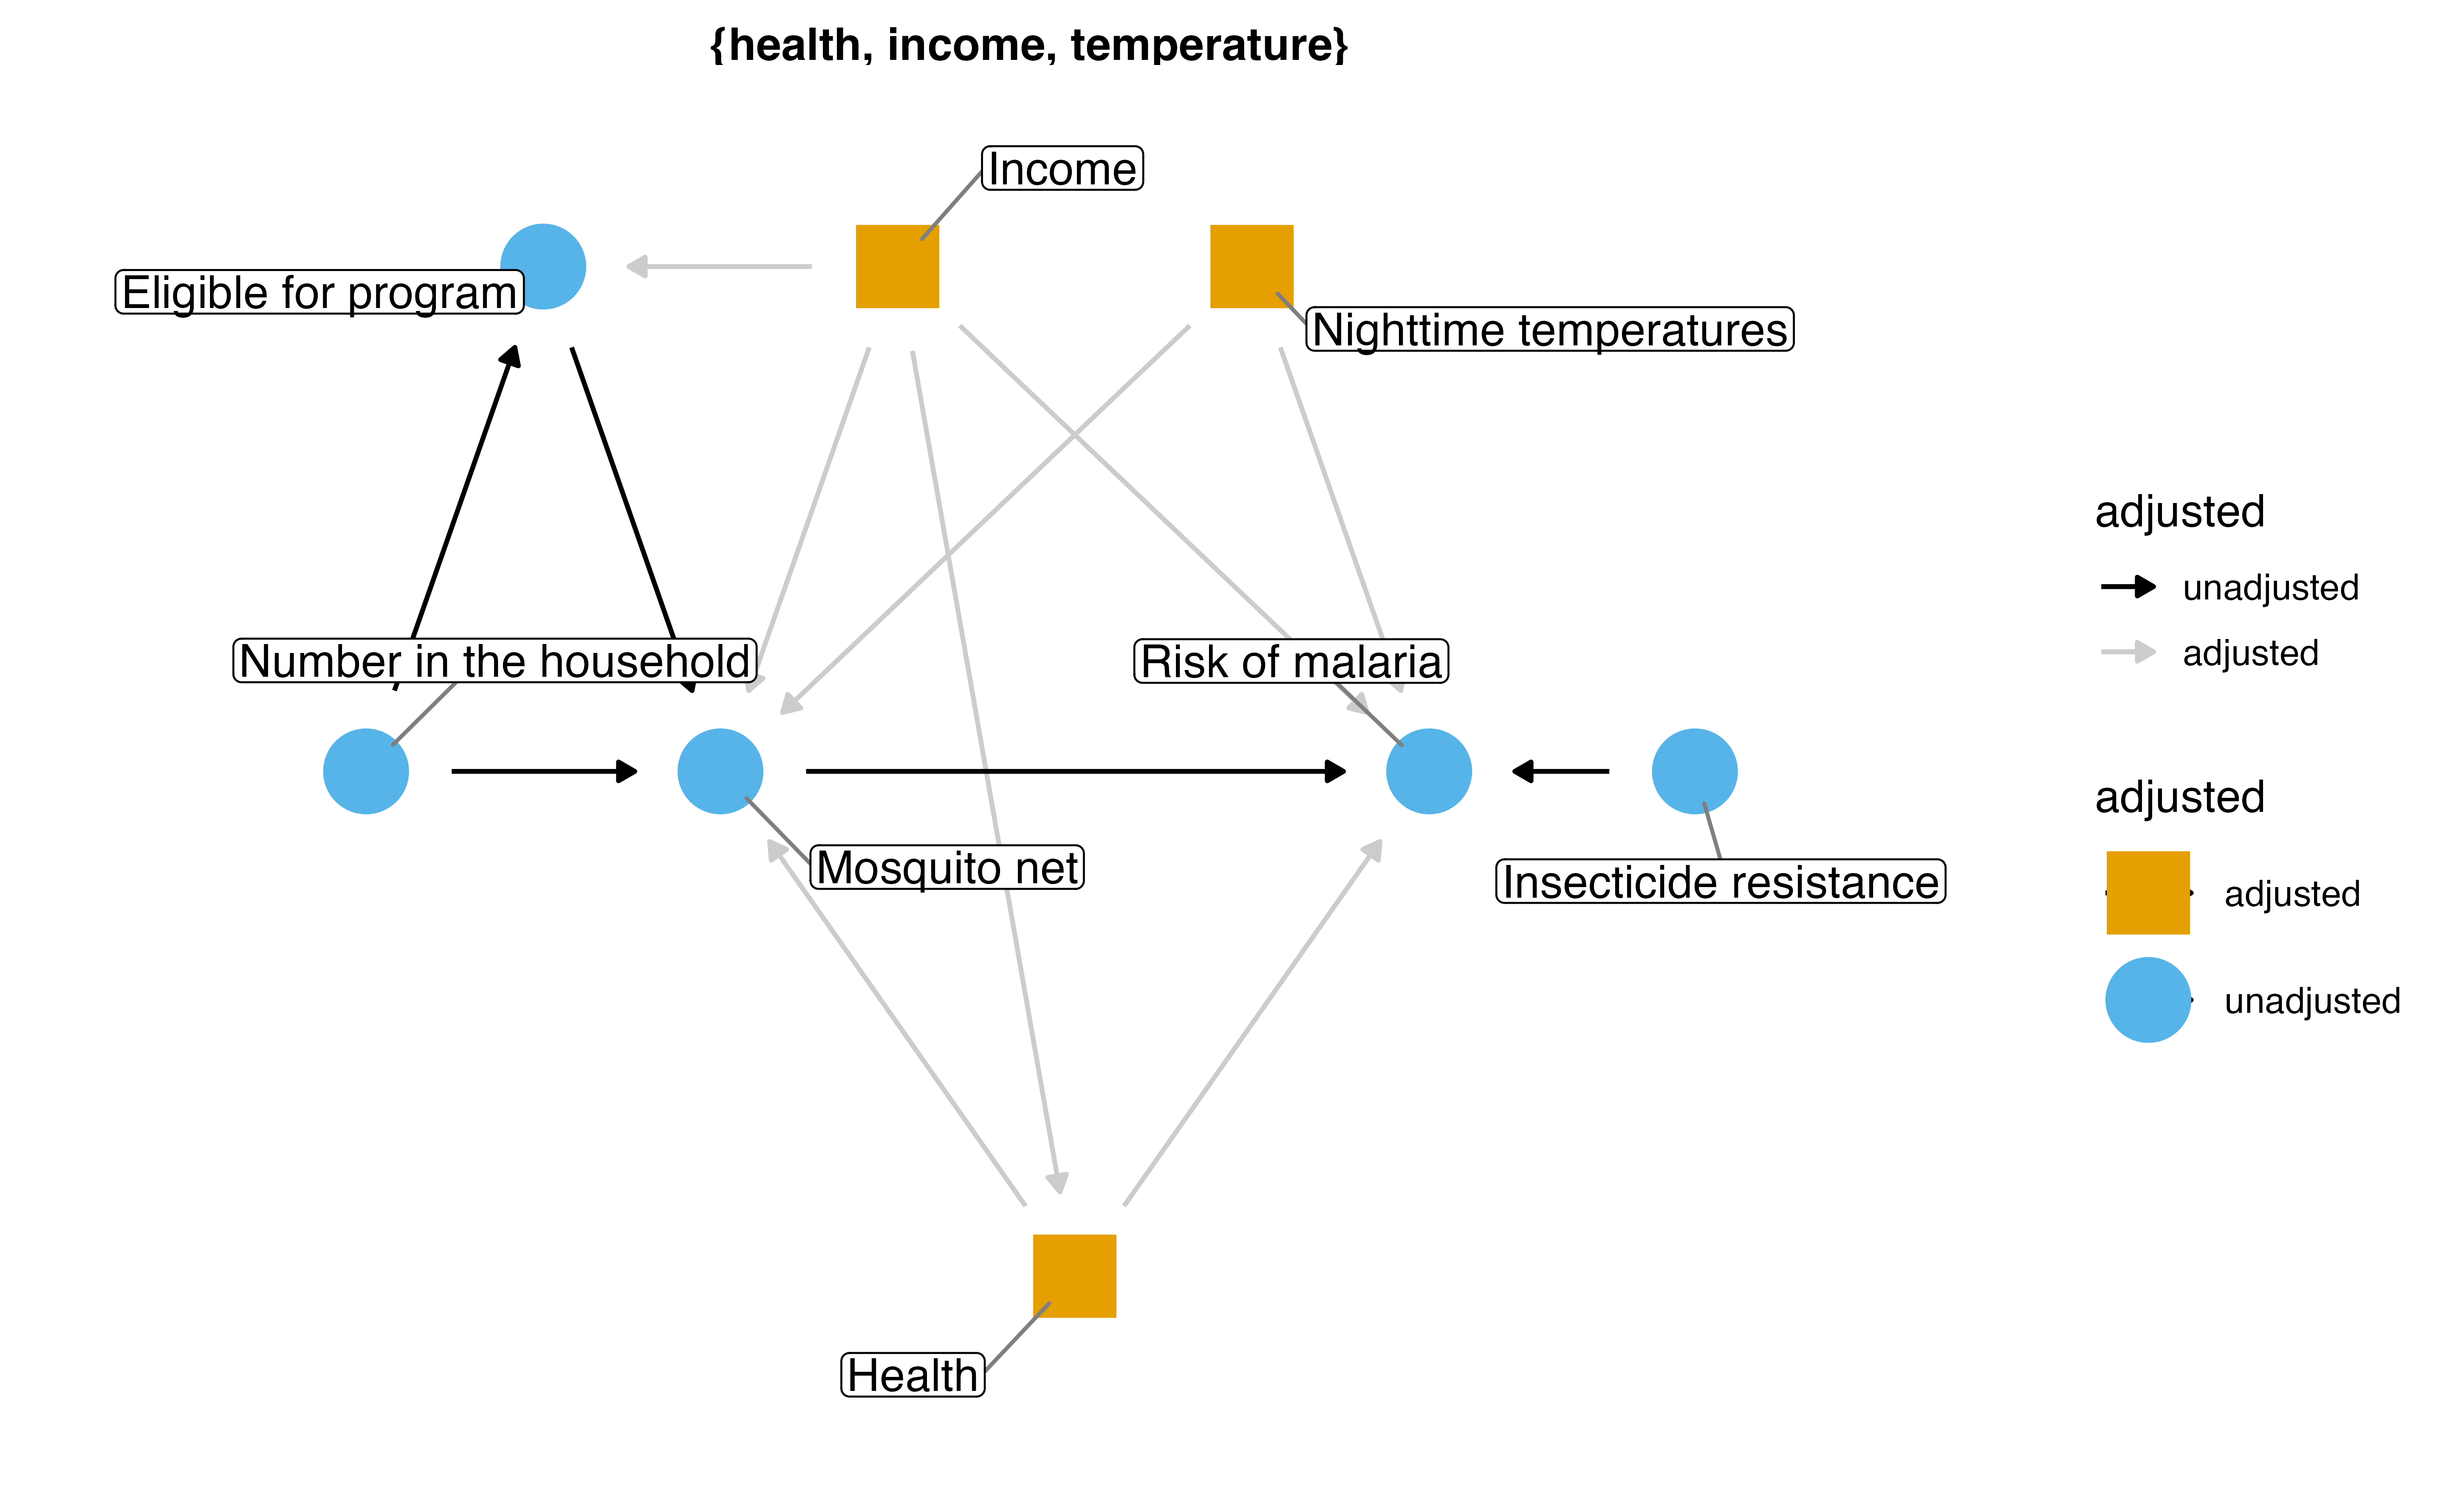 {health, income, temperature}
Income
Eligible for program
Nighttime temperatures
Number in the household
Risk of malaria
Mosquito net
Insecticide resistance
Health
adjusted
unadjusted
adjusted
adjusted
adjusted
unadjusted